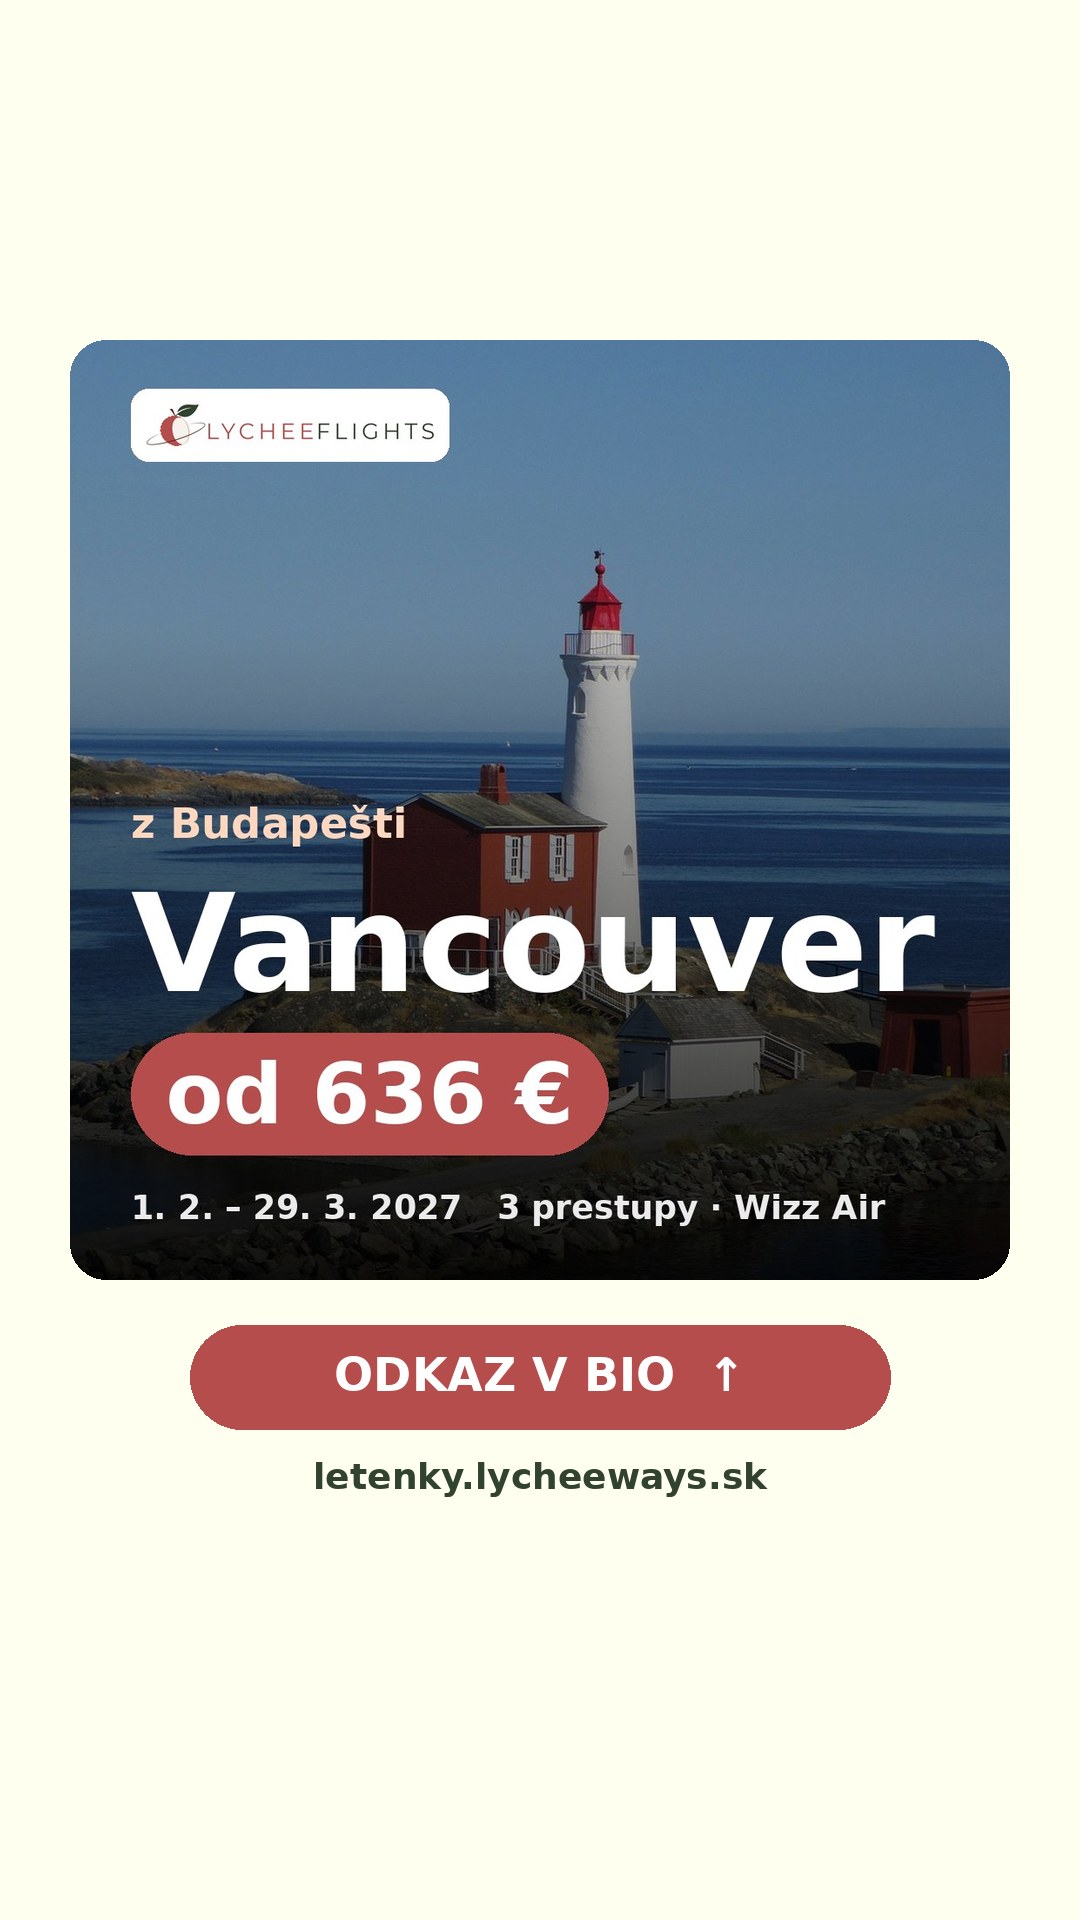 LYCHEEFLIGHTS
z Budapešti
Vancouver
od 636 €
1. 2. – 29. 3. 2027 3 prestupy · Wizz Air
ODKAZ V BIO ↑
letenky.lycheeways.sk